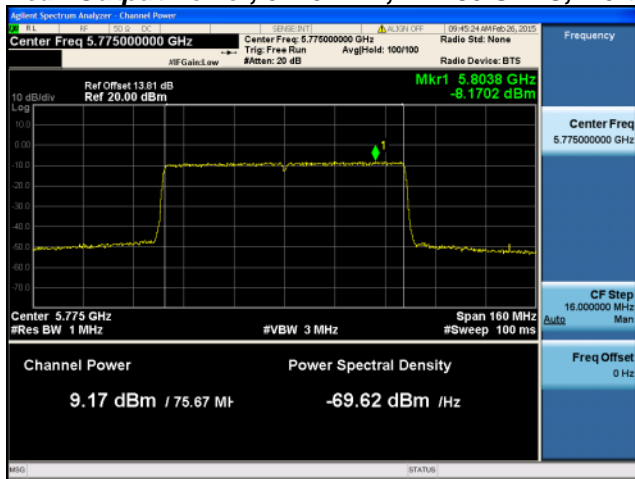 Agilent Spectrum Analyzer - Channel Power
RL RF 50 Ω DC SENSE:INT ALIGN OFF 09:45:24 AM Feb 26, 2015
Center Freq 5.775000000 GHz
Center Freq: 5.775000000 GHz
Radio Std: None
Trig: Free Run Avg|Hold: 100/100
#IFGain:Low #Atten: 20 dB Radio Device: BTS
Frequency
Ref Offset 13.81 dB
Ref 20.00 dBm
10 dB/div
Log
Mkr1 5.8038 GHz
-8.1702 dBm
10.0
0.00
-10.0
-20.0
-30.0
-40.0
-50.0
-60.0
-70.0
1
Center Freq
5.775000000 GHz
Center 5.775 GHz Span 160 MHz
#Res BW 1 MHz #VBW 3 MHz #Sweep 100 ms
CF Step
16.000000 MHz
Auto Man
Channel Power Power Spectral Density
9.17 dBm / 75.67 MH -69.62 dBm /Hz
Freq Offset
0 Hz
MSG STATUS